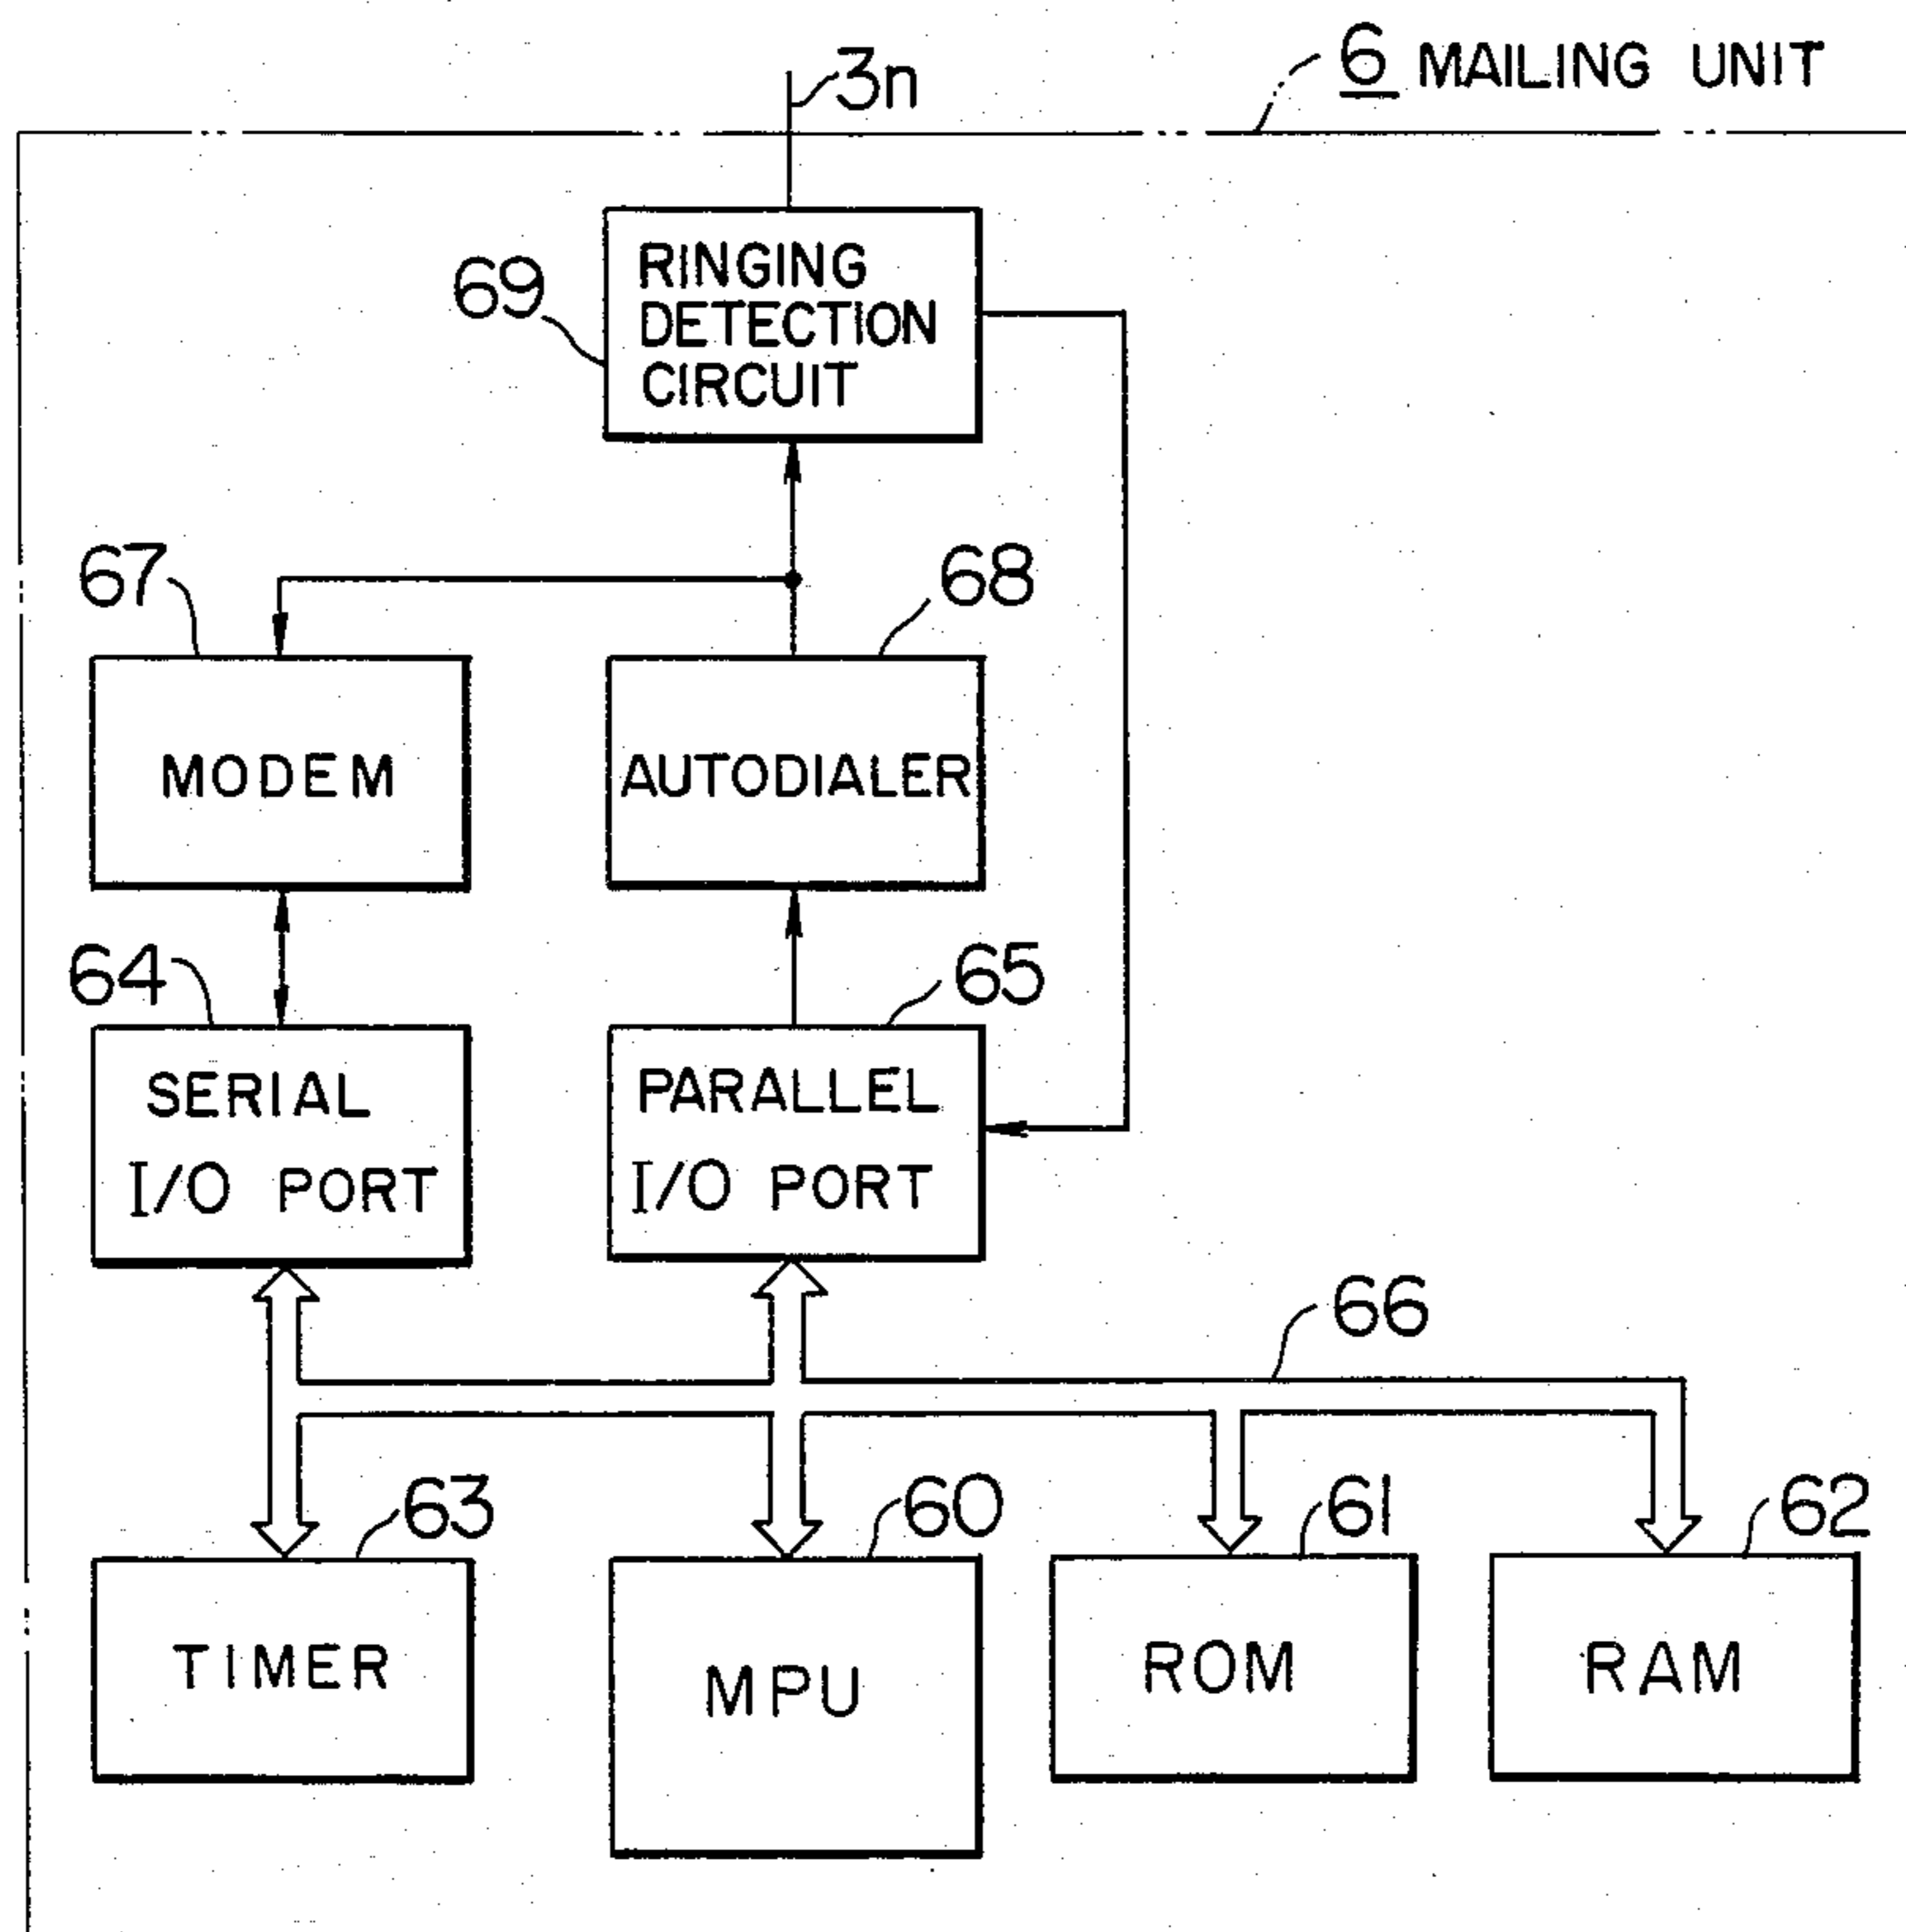 3n
6 MAILING UNIT
69
RINGING
DETECTION
CIRCUIT
67
68
MODEM
AUTODIALER
64
65
SERIAL
I/O PORT
PARALLEL
I/O PORT
66
63
60
61
62
TIMER
MPU
ROM
RAM